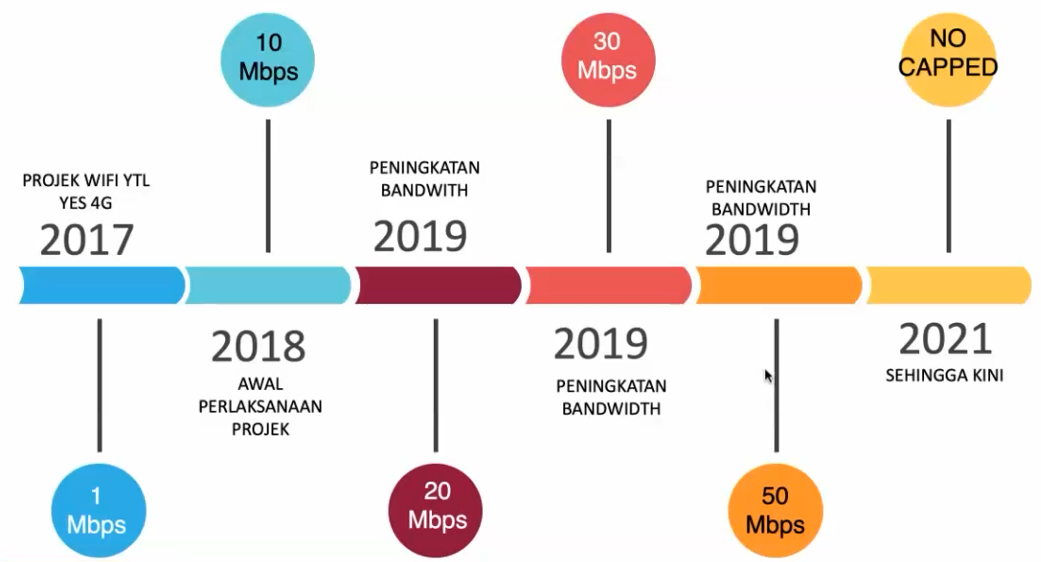 10
Mbps
30
Mbps
NO
CAPPED
PROJEK WIFI YTL
YES 4G
2017
PENINGKATAN
BANDWITH
2019
PENINGKATAN
BANDWIDTH
2019
2018
AWAL
PERLAKSANAAN
PROJEK
2019
PENINGKATAN
BANDWIDTH
2021
SEHINGGA KINI
1
Mbps
20
Mbps
50
Mbps